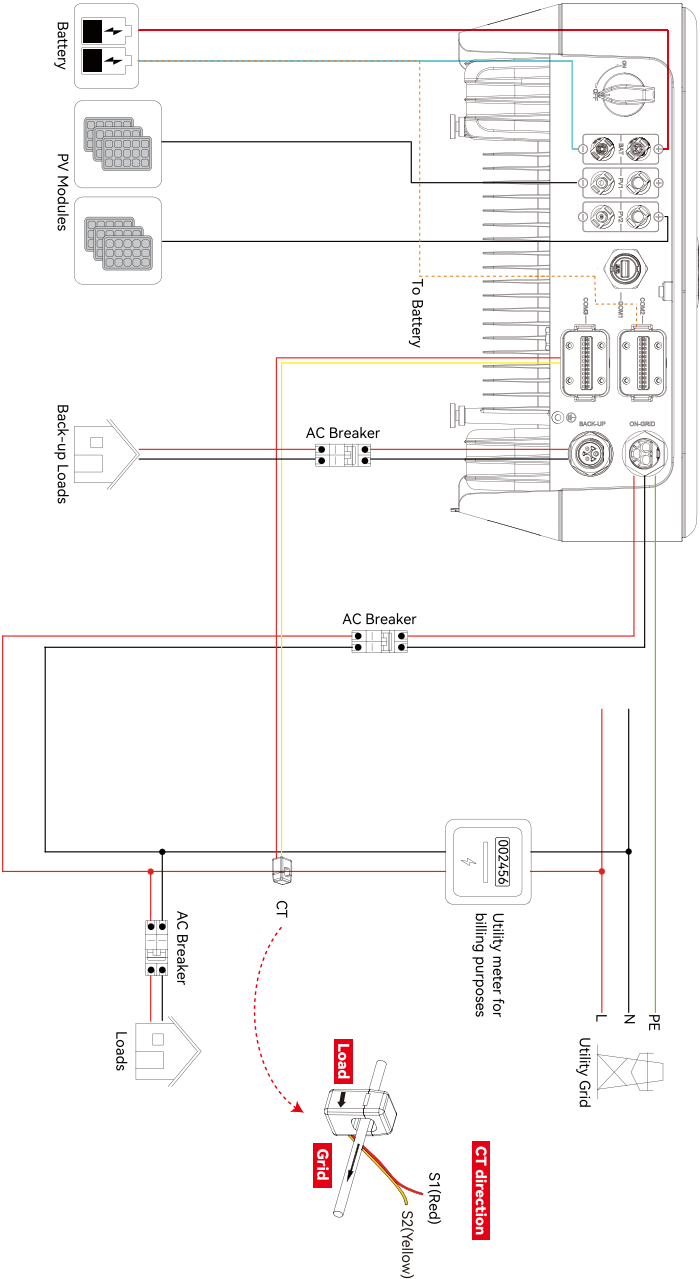 Battery
PV Modules
ON
OFF
BAT
PV1
PV2
COM1
COM2
COM3
To Battery
BACK-UP
ON-GRID
AC Breaker
Back-up Loads
AC Breaker
002456
Utility meter for
billing purposes
CT
AC Breaker
Loads
L
N
PE
Utility Grid
Load
Grid
CT direction
S1(Red)
S2(Yellow)